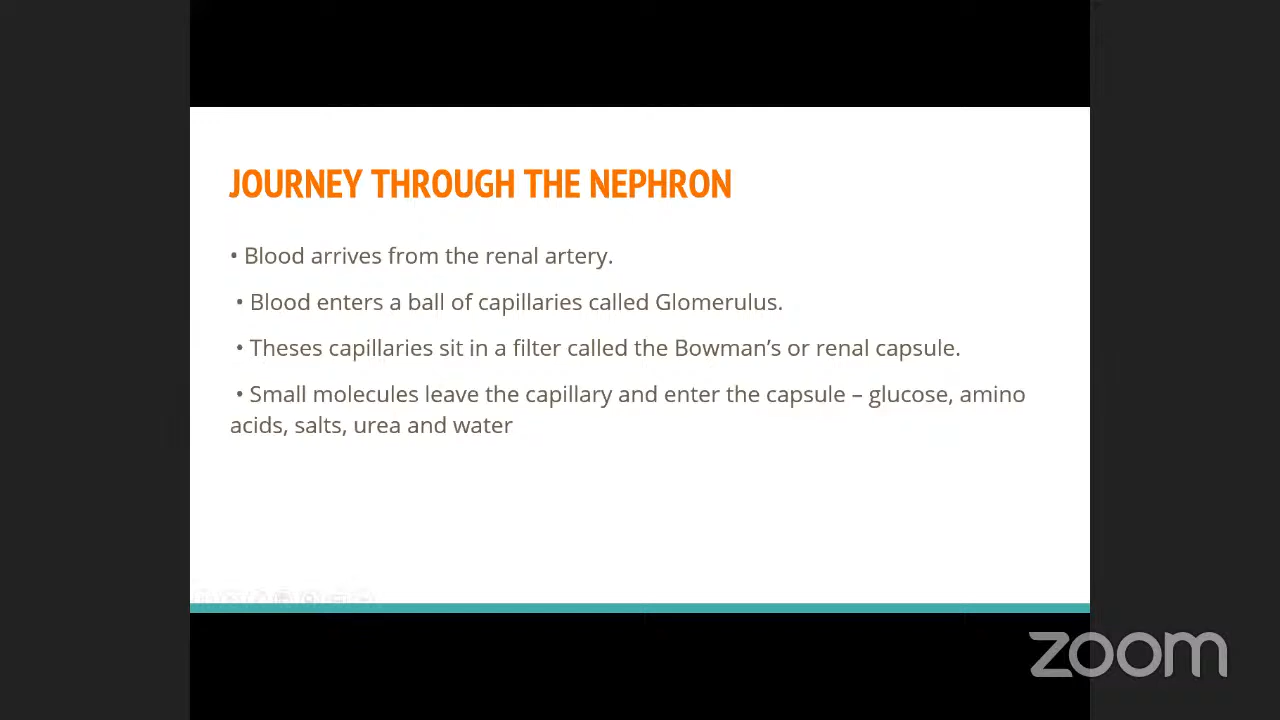 JOURNEY THROUGH THE NEPHRON
• Blood arrives from the renal artery.
• Blood enters a ball of capillaries called Glomerulus.
• Theses capillaries sit in a filter called the Bowman’s or renal capsule.
• Small molecules leave the capillary and enter the capsule – glucose, amino
acids, salts, urea and water
zoom